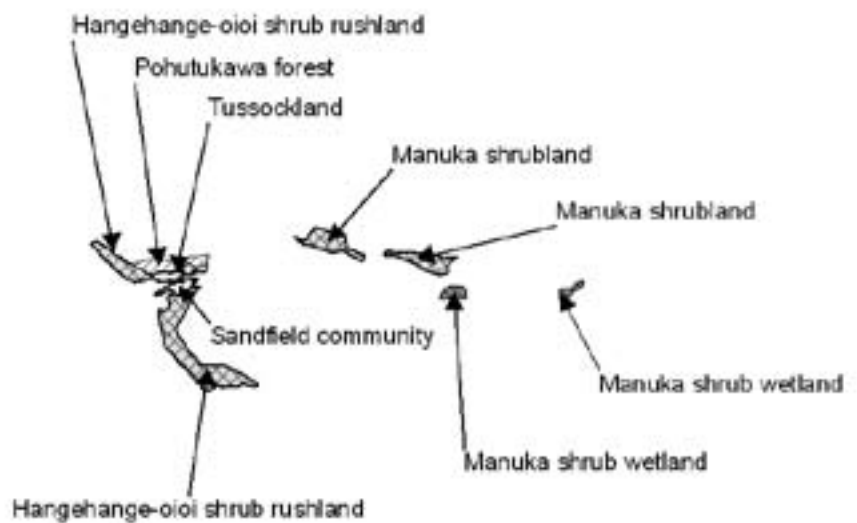 Hangehange-oioi shrub rushland
Pohutukawa forest
Tussockland
Manuka shrubland
Manuka shrubland
Sandfield community
Manuka shrub wetland
Manuka shrub wetland
Hangehange-oioi shrub rushland